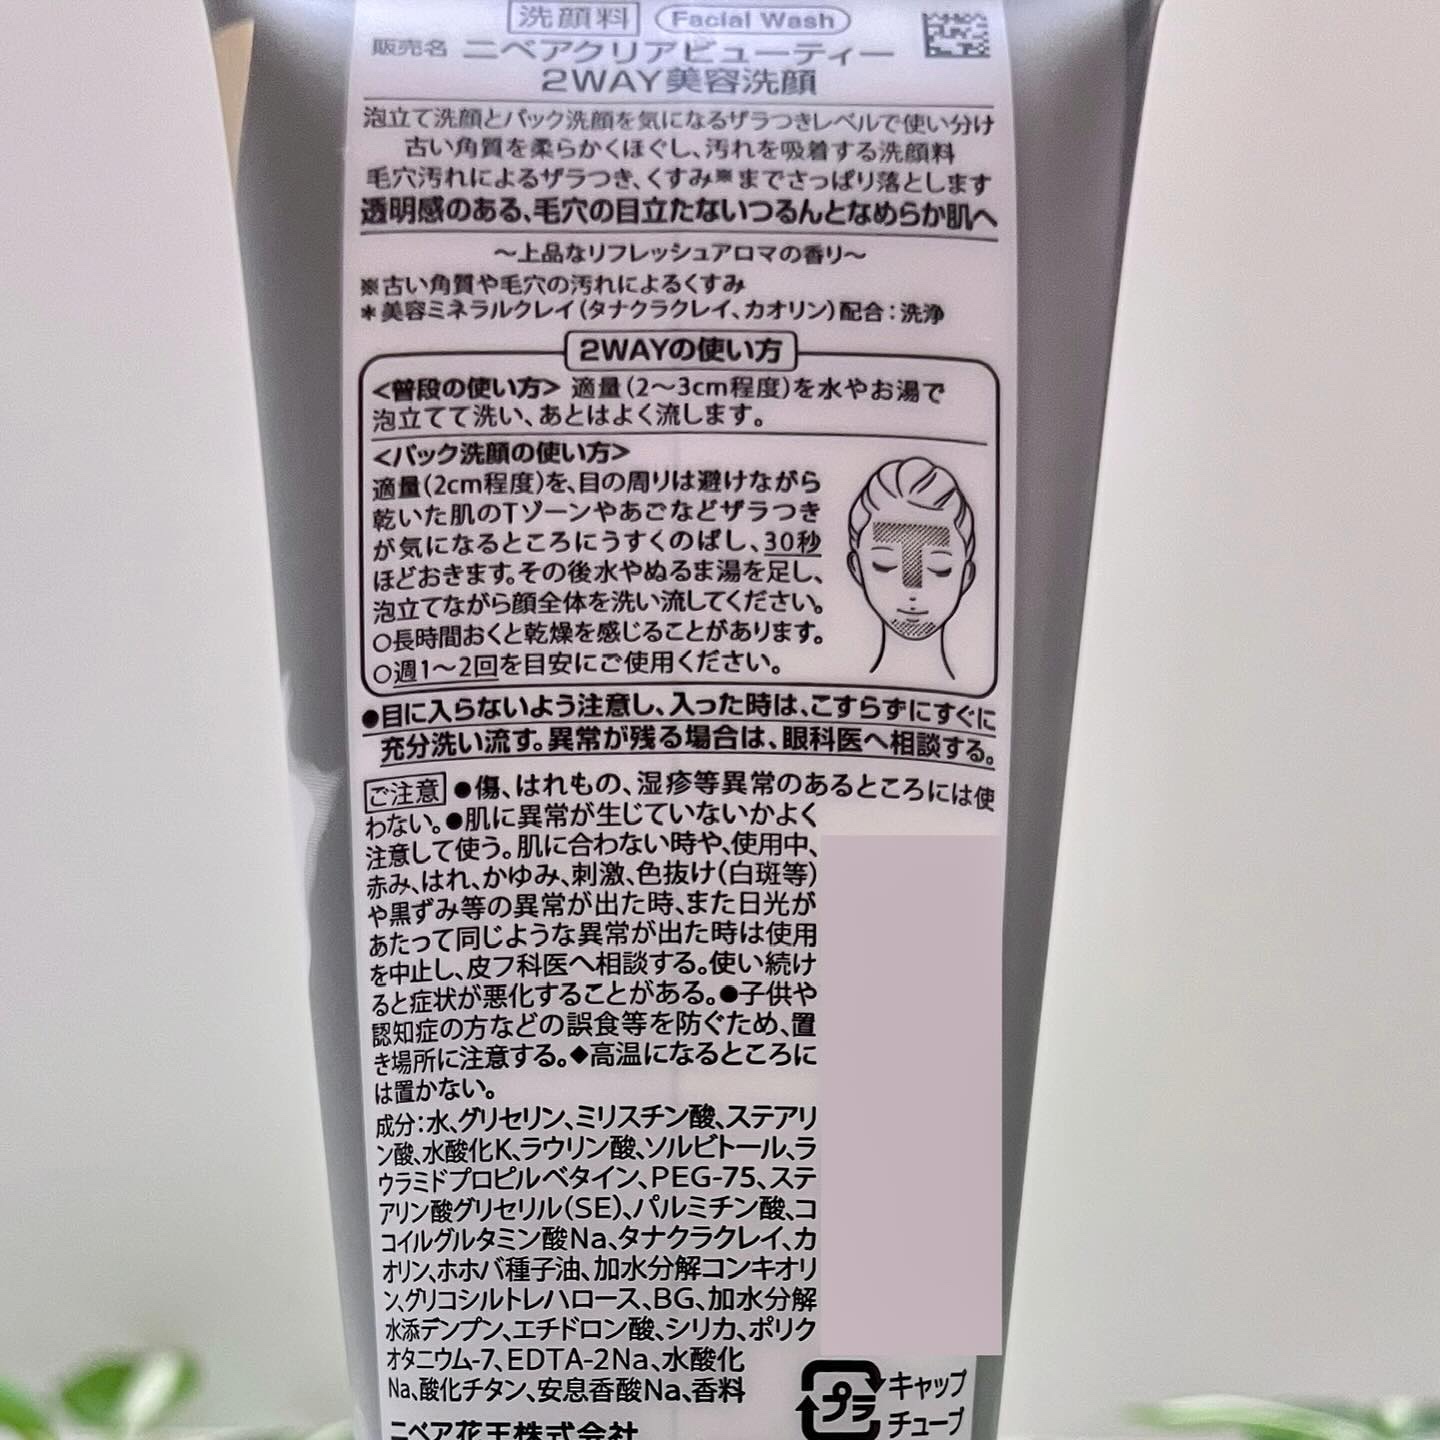 洗顔料 Facial Wash
販売名 ニベアクリアビューティー
2WAY美容洗顔
泡立て洗顔とパック洗顔を気になるザラつきレベルで使い分け
古い角質を柔らかくほぐし、汚れを吸着する洗顔料
毛穴汚れによるザラつき、くすみ※までさっぱり落とします
透明感のある、毛穴の目立たないつるんとなめらか肌へ
～上品なリフレッシュアロマの香り～
※古い角質や毛穴の汚れによるくすみ
＊美容ミネラルクレイ（タナクラクレイ、カオリン）配合：洗浄
2WAYの使い方
＜普段の使い方＞ 適量（2～3cm程度）を水やお湯で
泡立てて洗い、あとはよく流します。
＜パック洗顔の使い方＞
適量（2cm程度）を、目の周りは避けながら
乾いた肌のTゾーンやあごなどザラつき
が気になるところにうすくのばし、30秒
ほどおきます。その後水やぬるま湯を足し、
泡立てながら顔全体を洗い流してください。
○長時間おくと乾燥を感じることがあります。
○週1～2回を目安にご使用ください。
●目に入らないよう注意し、入った時は、こすらずにすぐに
充分洗い流す。異常が残る場合は、眼科医へ相談する。
ご注意 ●傷、はれもの、湿疹等異常のあるところには使
わない。●肌に異常が生じていないかよく
注意して使う。肌に合わない時や、使用中、
赤み、はれ、かゆみ、刺激、色抜け（白斑等）
や黒ずみ等の異常が出た時、また日光が
あたって同じような異常が出た時は使用
を中止し、皮フ科医へ相談する。使い続け
ると症状が悪化することがある。●子供や
認知症の方などの誤食等を防ぐため、置
き場所に注意する。◆高温になるところに
は置かない。
成分：水、グリセリン、ミリスチン酸、ステアリ
ン酸、水酸化K、ラウリン酸、ソルビトール、ラ
ウラミドプロピルベタイン、PEG-75、ステ
アリン酸グリセリル（SE）、パルミチン酸、コ
コイルグルタミン酸Na、タナクラクレイ、カ
オリン、ホホバ種子油、加水分解コンキオリ
ン、グリコシルトレハロース、BG、加水分解
水添デンプン、エチドロン酸、シリカ、ポリク
オタニウム-7、EDTA-2Na、水酸化
Na、酸化チタン、安息香酸Na、香料
ニベア花王株式会社
プラ キャップ
チューブ